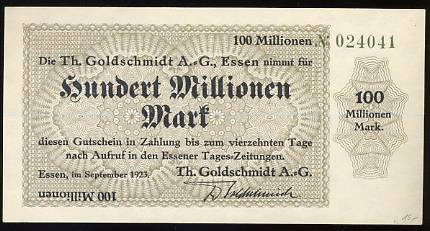 100 Millionen № 024041
Die Th. Goldschmidt A.-G., Essen nimmt für
Hundert Millionen
Mark
100
Millionen
Mark.
diesen Gutschein in Zahlung bis zum vierzehnten Tage
nach Aufruf in den Essener Tages-Zeitungen.
Essen, im September 1923. Th. Goldschmidt A.-G.
100 Millionen